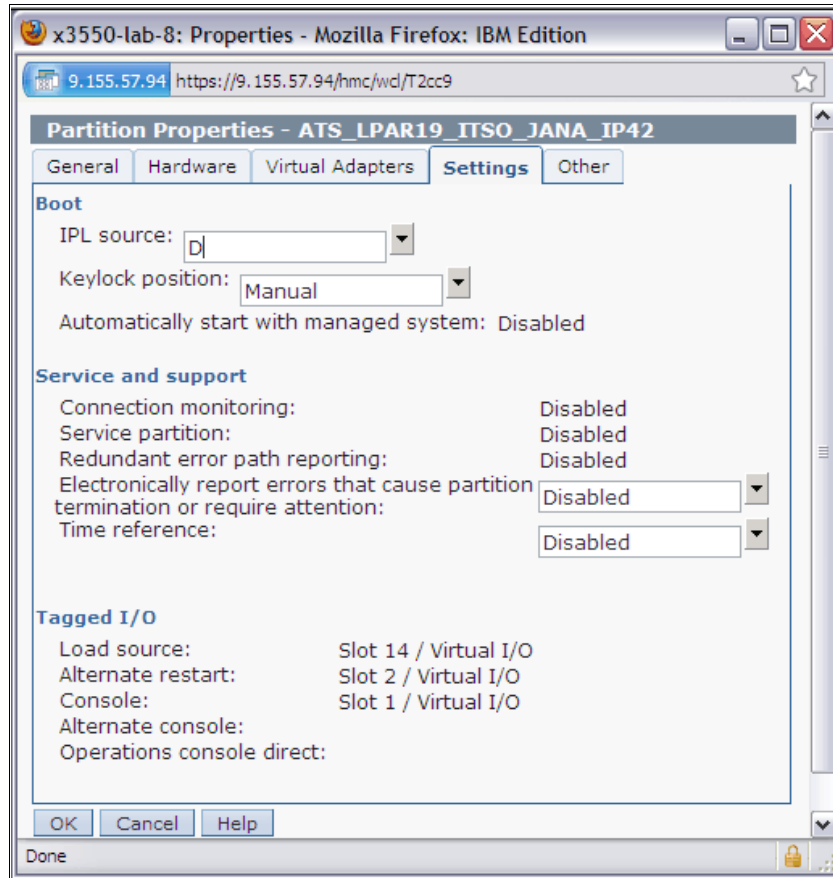 x3550-lab-8: Properties - Mozilla Firefox: IBM Edition
9.155.57.94 https://9.155.57.94/hmc/wcl/T2cc9
Partition Properties - ATS_LPAR19_ITSO_JANA_IP42
General Hardware Virtual Adapters Settings Other
Boot
IPL source: D
Keylock position: Manual
Automatically start with managed system: Disabled
Service and support
Connection monitoring: Disabled
Service partition: Disabled
Redundant error path reporting: Disabled
Electronically report errors that cause partition
termination or require attention: Disabled
Time reference: Disabled
Tagged I/O
Load source: Slot 14 / Virtual I/O
Alternate restart: Slot 2 / Virtual I/O
Console: Slot 1 / Virtual I/O
Alternate console:
Operations console direct:
OK Cancel Help
Done